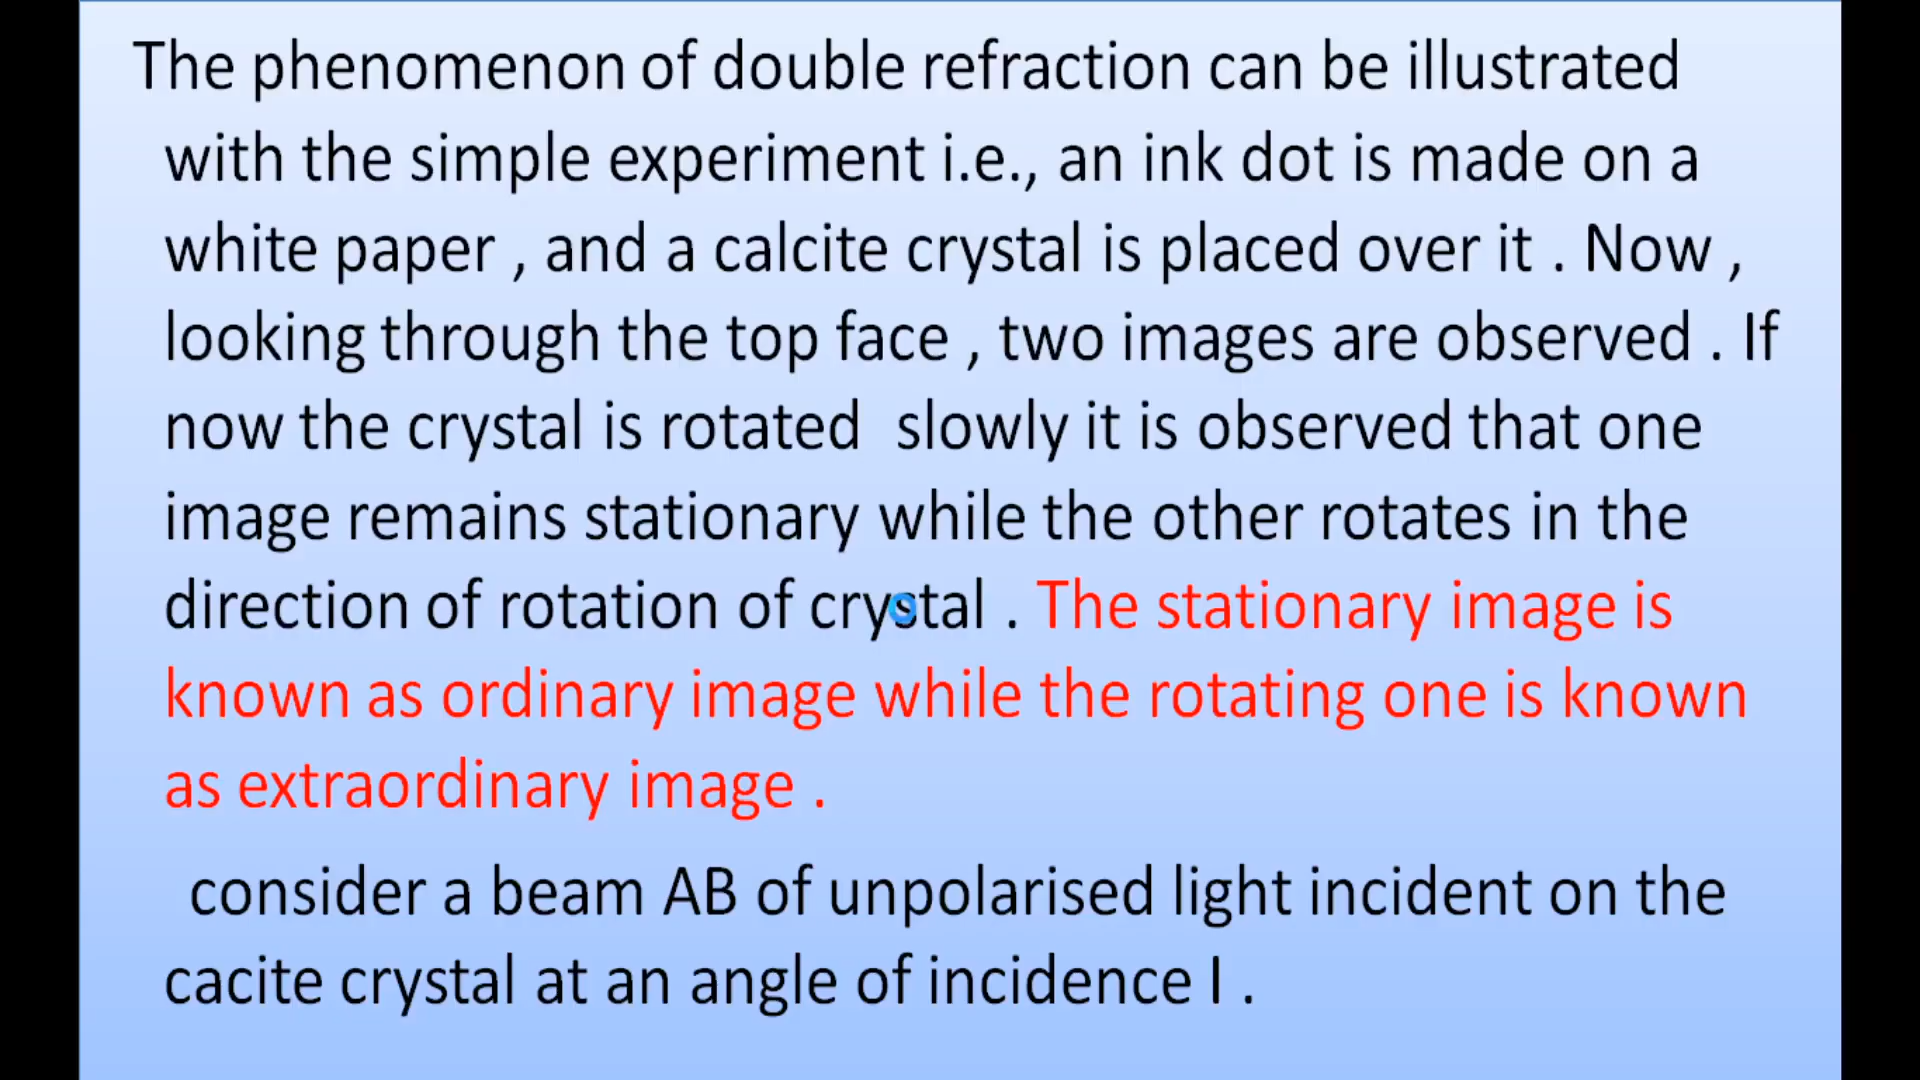 The phenomenon of double refraction can be illustrated
with the simple experiment i.e., an ink dot is made on a
white paper , and a calcite crystal is placed over it . Now ,
looking through the top face , two images are observed . If
now the crystal is rotated  slowly it is observed that one
image remains stationary while the other rotates in the
direction of rotation of crystal . The stationary image is
known as ordinary image while the rotating one is known
as extraordinary image .
consider a beam AB of unpolarised light incident on the
cacite crystal at an angle of incidence I .